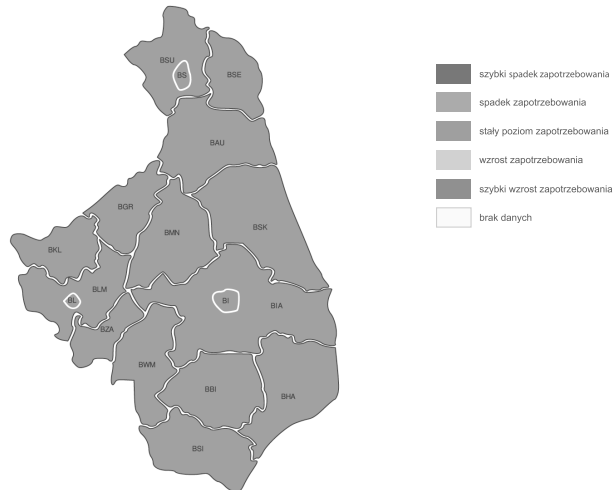 BSU
BS
BSE
BAU
BGR
BMN
BSK
BKL
BLM
BL
BI
BIA
BZA
BWM
BBI
BHA
BSI
szybki spadek zapotrzebowania
spadek zapotrzebowania
stały poziom zapotrzebowania
wzrost zapotrzebowania
szybki wzrost zapotrzebowania
brak danych